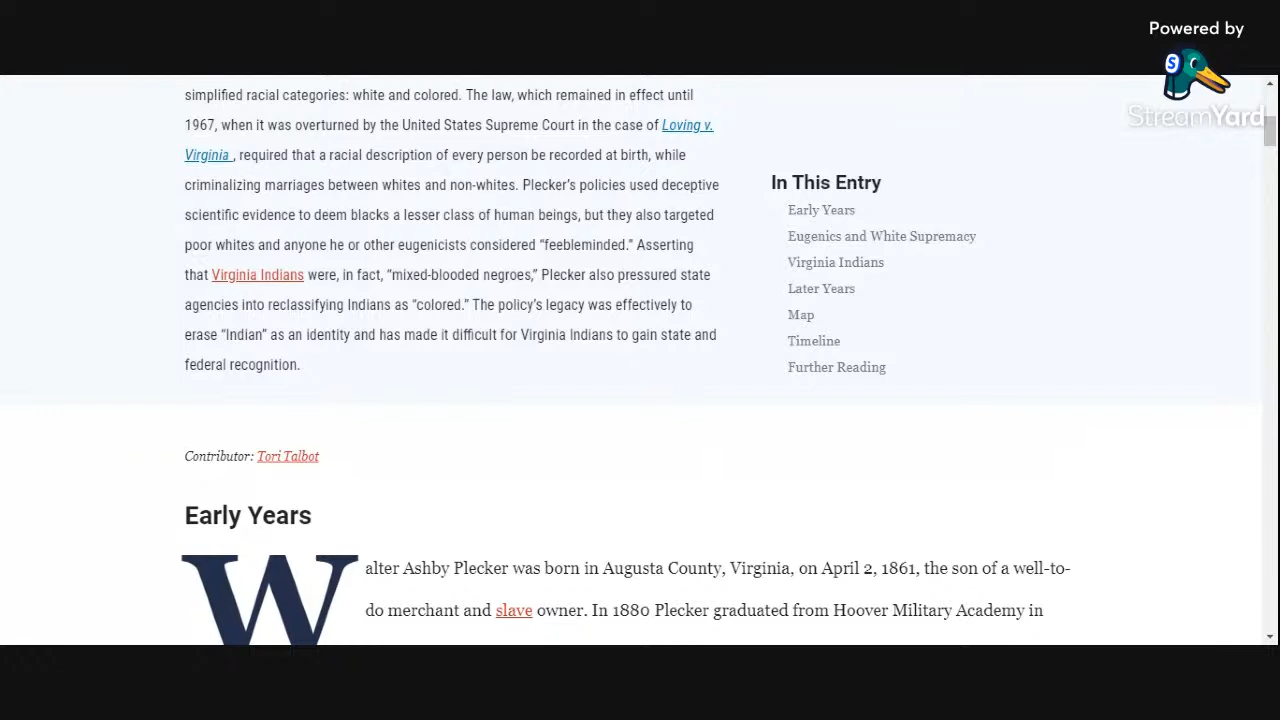 Powered by
S
StreamYard
simplified racial categories: white and colored. The law, which remained in effect until
1967, when it was overturned by the United States Supreme Court in the case of Loving v.
Virginia , required that a racial description of every person be recorded at birth, while
criminalizing marriages between whites and non-whites. Plecker’s policies used deceptive
scientific evidence to deem blacks a lesser class of human beings, but they also targeted
poor whites and anyone he or other eugenicists considered “feebleminded.” Asserting
that Virginia Indians were, in fact, “mixed-blooded negroes,” Plecker also pressured state
agencies into reclassifying Indians as “colored.” The policy’s legacy was effectively to
erase “Indian” as an identity and has made it difficult for Virginia Indians to gain state and
federal recognition.
In This Entry
Early Years
Eugenics and White Supremacy
Virginia Indians
Later Years
Map
Timeline
Further Reading
Contributor: Tori Talbot
Early Years
Walter Ashby Plecker was born in Augusta County, Virginia, on April 2, 1861, the son of a well-to-
do merchant and slave owner. In 1880 Plecker graduated from Hoover Military Academy in